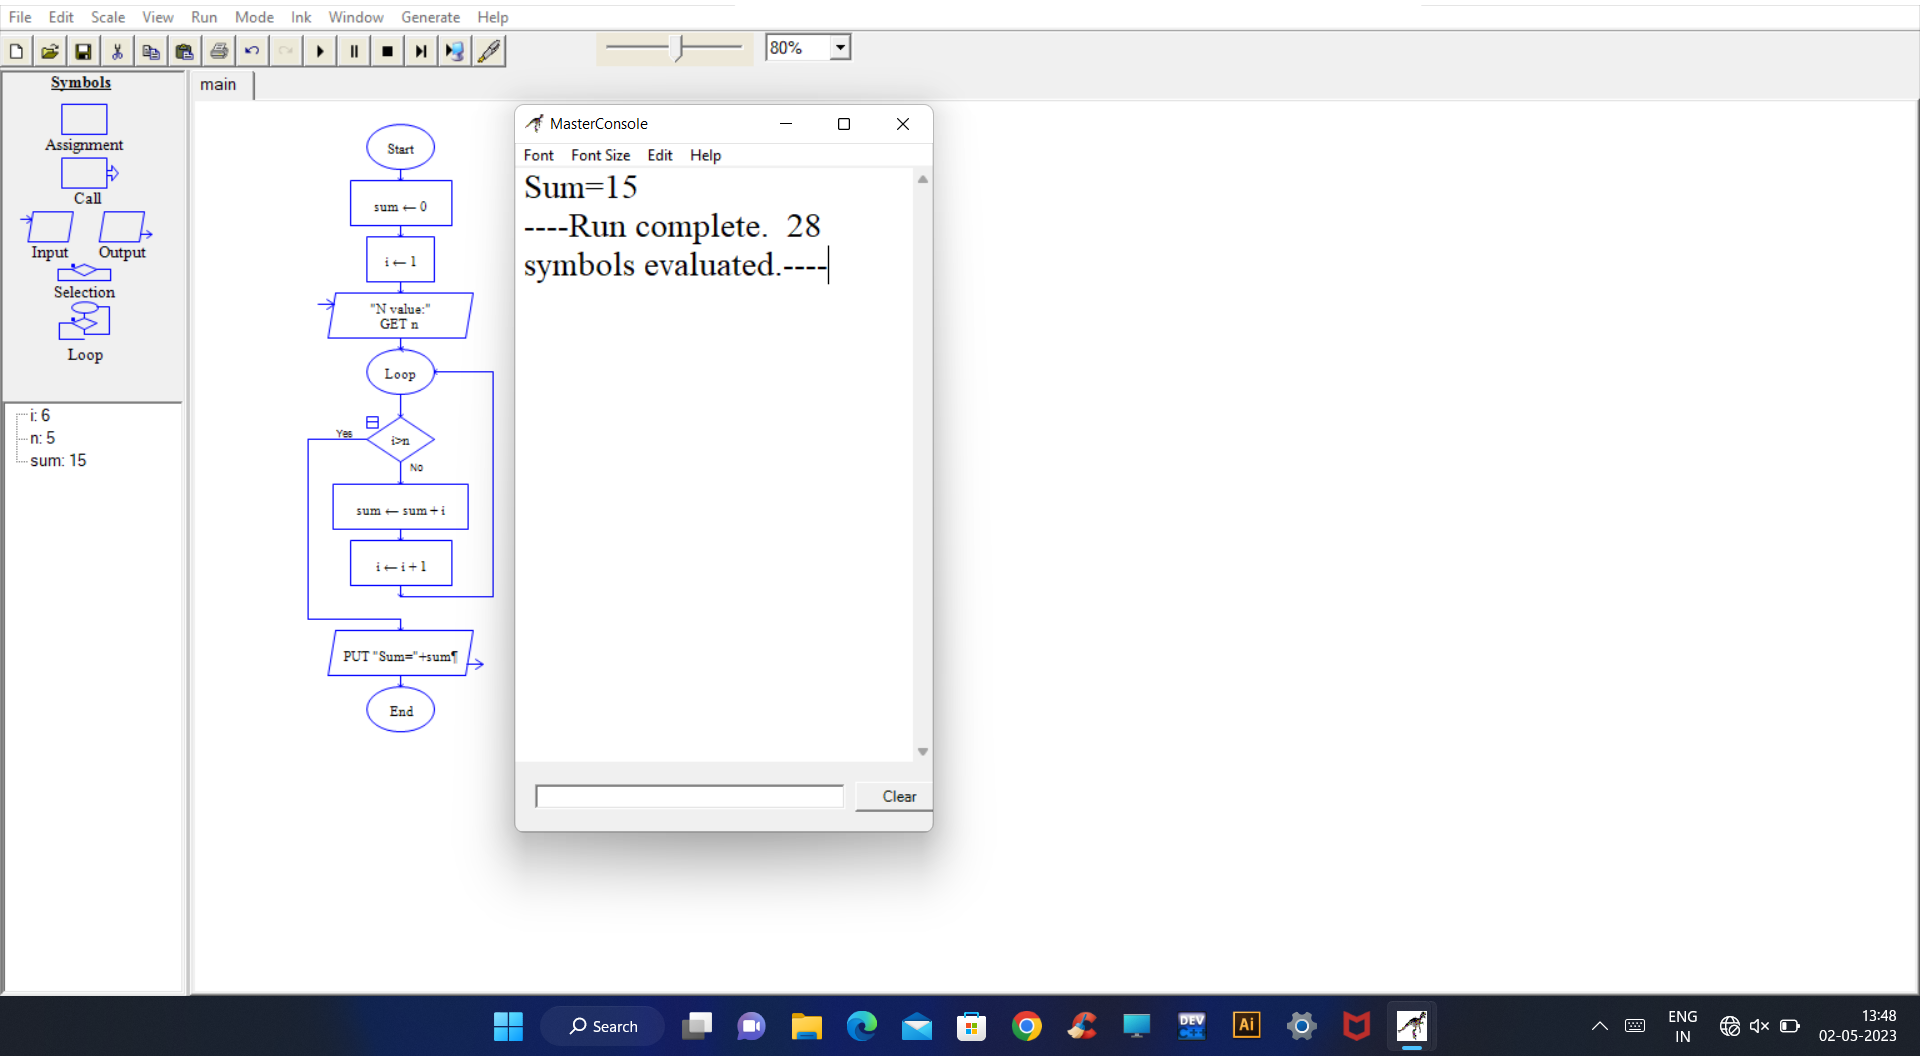 File Edit Scale View Run Mode Ink Window Generate Help
80%
Symbols
Assignment
Call
Input Output
Selection
Loop
i: 6
n: 5
sum: 15
main
Start
sum ← 0
i ← 1
"N value:"
GET n
Loop
Yes
i>n
No
sum ← sum + i
i ← i + 1
PUT "Sum="+sum¶
End
MasterConsole
Font Font Size Edit Help
Sum=15
----Run complete.  28
symbols evaluated.----
Clear
Search
DEV
C++
Ai
ENG
IN
13:48
02-05-2023